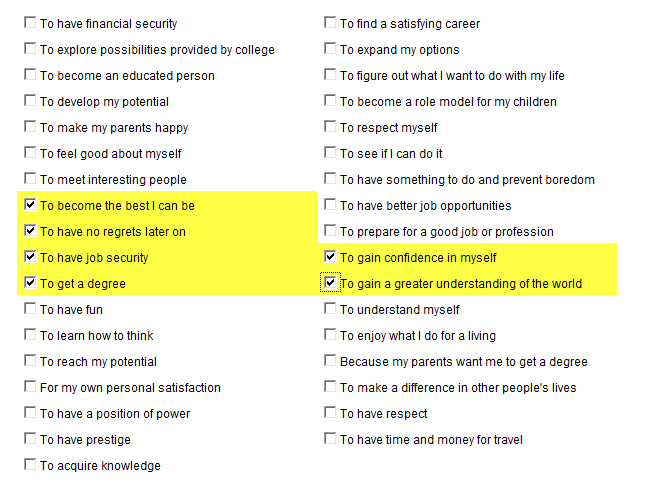 To have financial security
To explore possibilities provided by college
To become an educated person
To develop my potential
To make my parents happy
To feel good about myself
To meet interesting people
To become the best I can be
To have no regrets later on
To have job security
To get a degree
To have fun
To learn how to think
To reach my potential
For my own personal satisfaction
To have a position of power
To have prestige
To acquire knowledge
To find a satisfying career
To expand my options
To figure out what I want to do with my life
To become a role model for my children
To respect myself
To see if I can do it
To have something to do and prevent boredom
To have better job opportunities
To prepare for a good job or profession
To gain confidence in myself
To gain a greater understanding of the world
To understand myself
To enjoy what I do for a living
Because my parents want me to get a degree
To make a difference in other people's lives
To have respect
To have time and money for travel